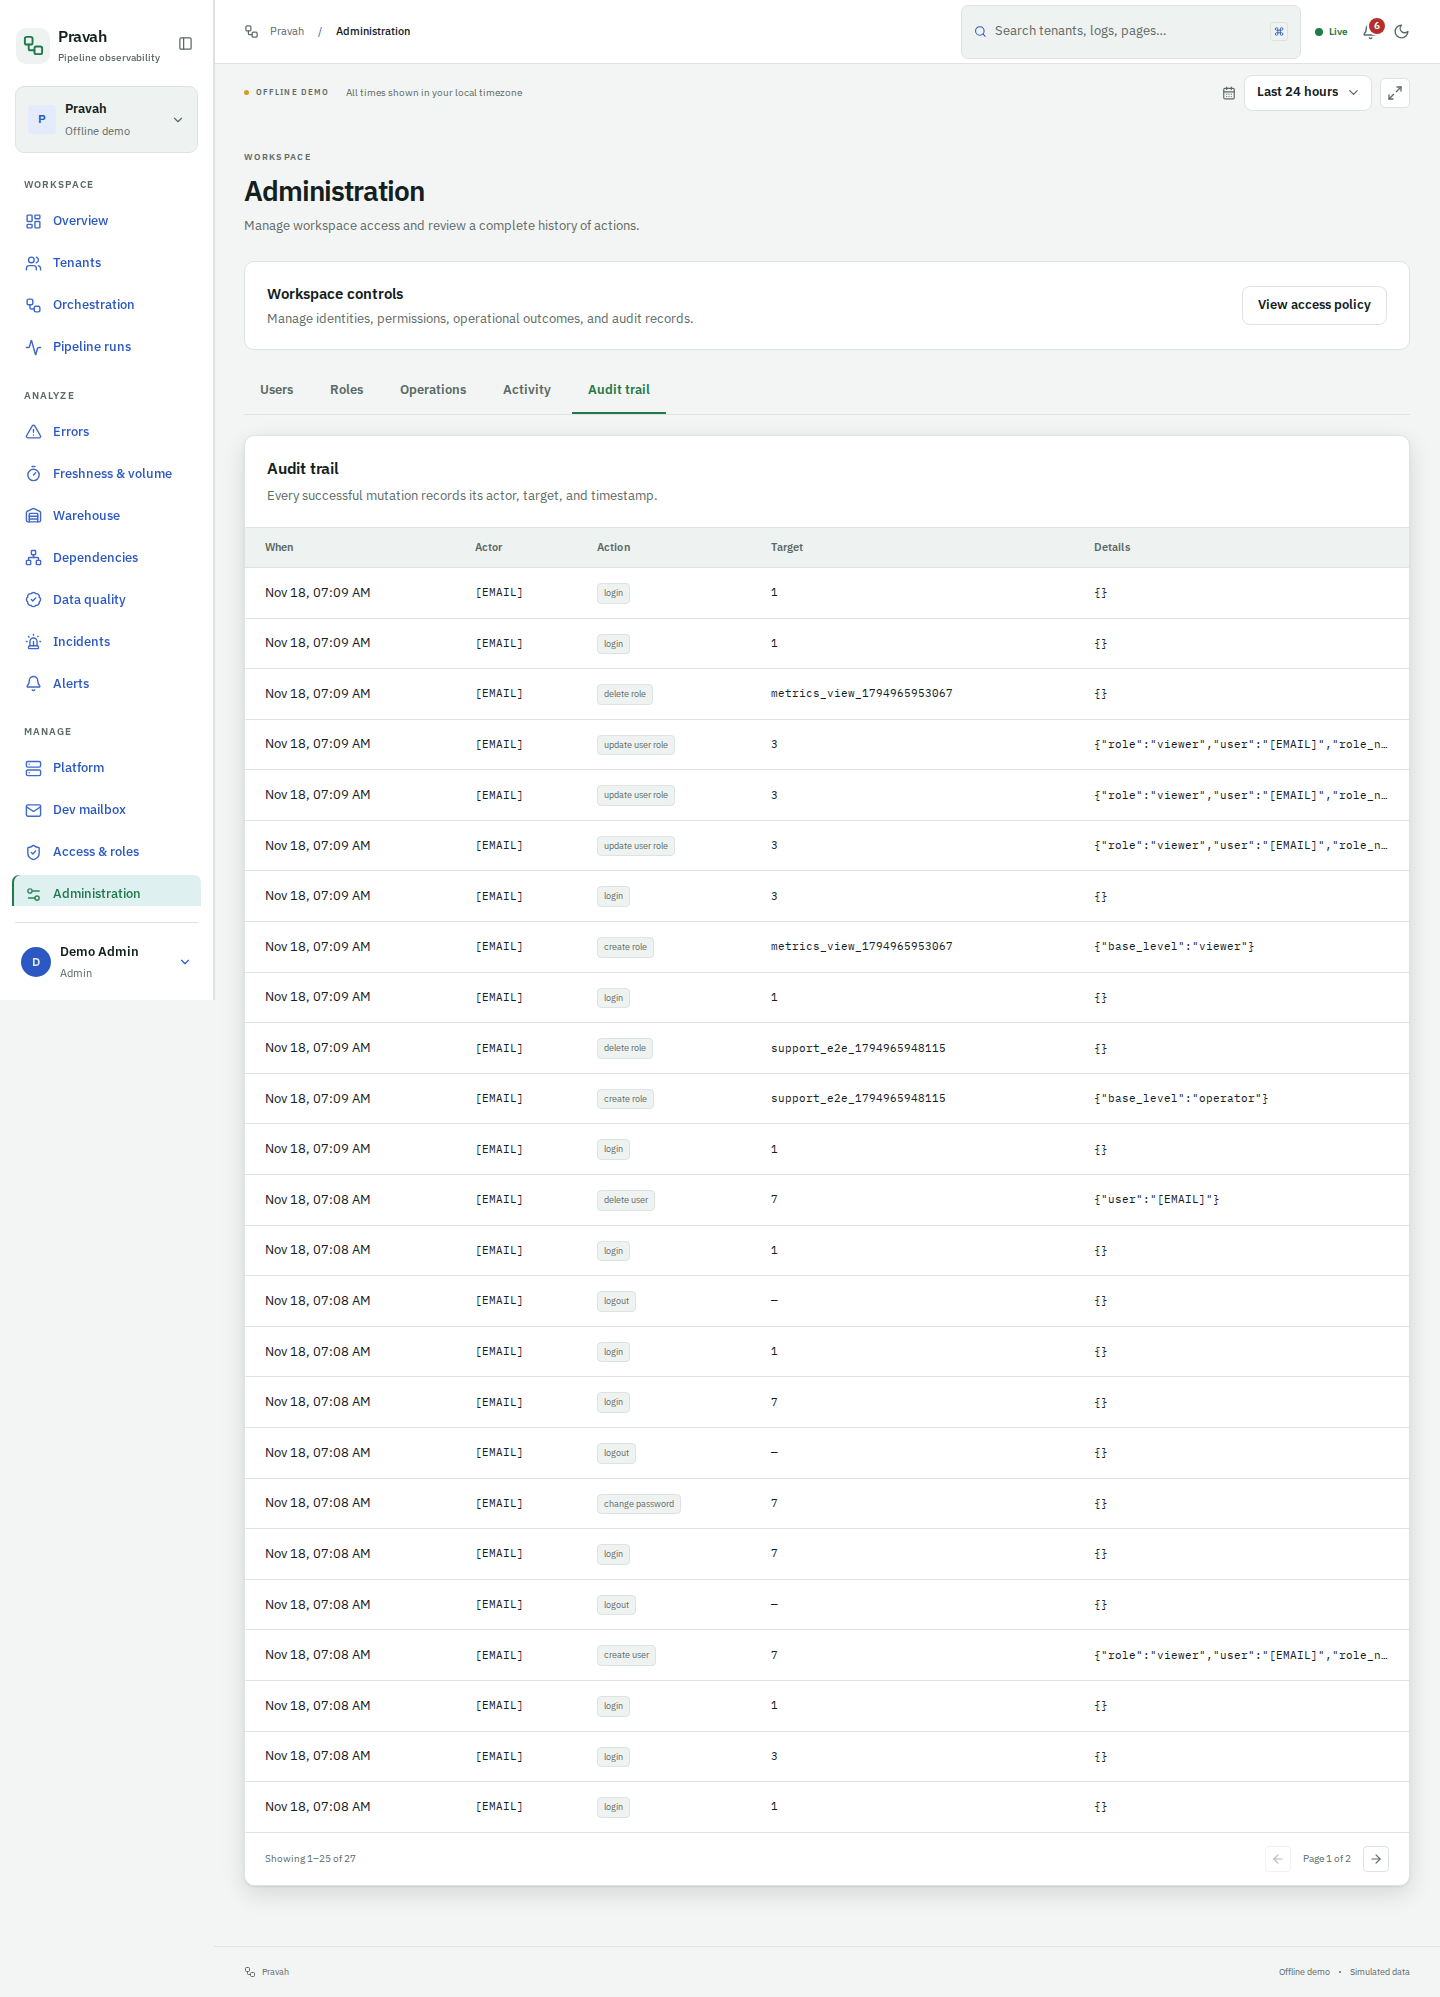 Pravah
Pipeline observability
P
Pravah
Offline demo
WORKSPACE
Overview
Tenants
Orchestration
Pipeline runs
ANALYZE
Errors
Freshness & volume
Warehouse
Dependencies
Data quality
Incidents
Alerts
MANAGE
Platform
Dev mailbox
Access & roles
Administration
D
Demo Admin
Admin
Pravah / Administration
Search tenants, logs, pages... ⌘
Live
6
OFFLINE DEMO All times shown in your local timezone
Last 24 hours
WORKSPACE
Administration
Manage workspace access and review a complete history of actions.
Workspace controls
Manage identities, permissions, operational outcomes, and audit records.
View access policy
Users Roles Operations Activity Audit trail
Audit trail
Every successful mutation records its actor, target, and timestamp.
When Actor Action Target Details
Nov 18, 07:09 AM [EMAIL] login 1 {}
Nov 18, 07:09 AM [EMAIL] login 1 {}
Nov 18, 07:09 AM [EMAIL] delete role metrics_view_1794965953067 {}
Nov 18, 07:09 AM [EMAIL] update user role 3 {"role":"viewer","user":"[EMAIL]","role_n…
Nov 18, 07:09 AM [EMAIL] update user role 3 {"role":"viewer","user":"[EMAIL]","role_n…
Nov 18, 07:09 AM [EMAIL] update user role 3 {"role":"viewer","user":"[EMAIL]","role_n…
Nov 18, 07:09 AM [EMAIL] login 3 {}
Nov 18, 07:09 AM [EMAIL] create role metrics_view_1794965953067 {"base_level":"viewer"}
Nov 18, 07:09 AM [EMAIL] login 1 {}
Nov 18, 07:09 AM [EMAIL] delete role support_e2e_1794965948115 {}
Nov 18, 07:09 AM [EMAIL] create role support_e2e_1794965948115 {"base_level":"operator"}
Nov 18, 07:09 AM [EMAIL] login 1 {}
Nov 18, 07:08 AM [EMAIL] delete user 7 {"user":"[EMAIL]"}
Nov 18, 07:08 AM [EMAIL] login 1 {}
Nov 18, 07:08 AM [EMAIL] logout — {}
Nov 18, 07:08 AM [EMAIL] login 1 {}
Nov 18, 07:08 AM [EMAIL] login 7 {}
Nov 18, 07:08 AM [EMAIL] logout — {}
Nov 18, 07:08 AM [EMAIL] change password 7 {}
Nov 18, 07:08 AM [EMAIL] login 7 {}
Nov 18, 07:08 AM [EMAIL] logout — {}
Nov 18, 07:08 AM [EMAIL] create user 7 {"role":"viewer","user":"[EMAIL]","role_n…
Nov 18, 07:08 AM [EMAIL] login 1 {}
Nov 18, 07:08 AM [EMAIL] login 3 {}
Nov 18, 07:08 AM [EMAIL] login 1 {}
Showing 1–25 of 27
Page 1 of 2
Pravah
Offline demo • Simulated data